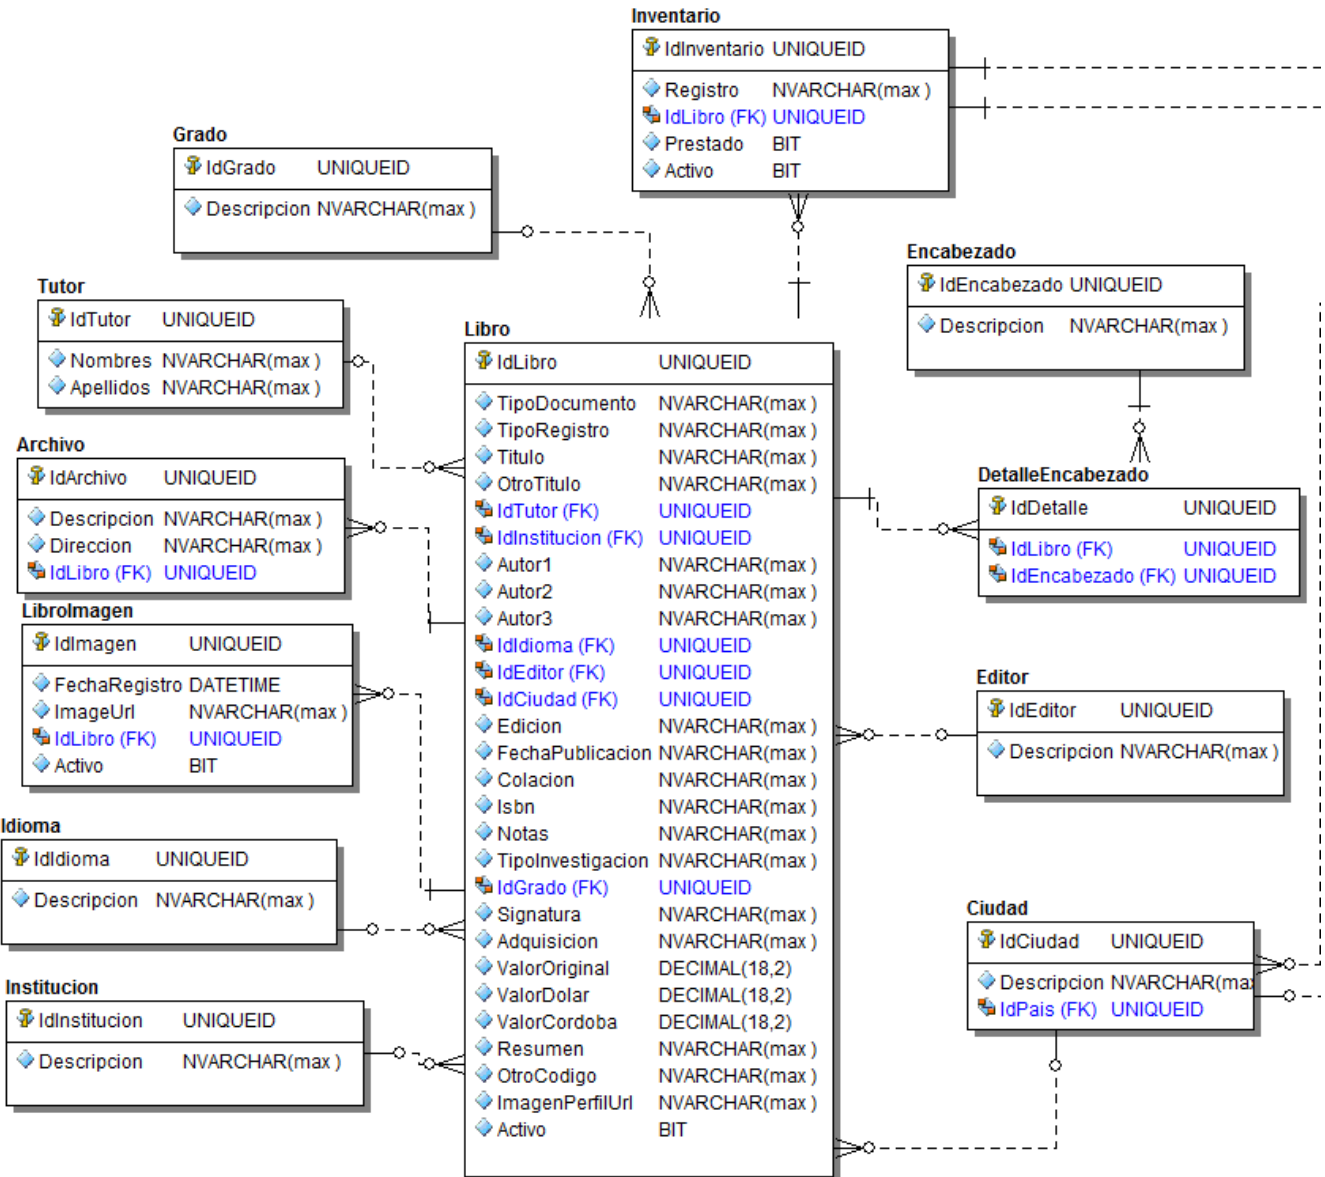 Inventario
IdInventario UNIQUEID
Registro NVARCHAR(max )
IdLibro (FK) UNIQUEID
Prestado BIT
Activo BIT
Grado
IdGrado UNIQUEID
Descripcion NVARCHAR(max )
Encabezado
IdEncabezado UNIQUEID
Descripcion NVARCHAR(max )
Tutor
IdTutor UNIQUEID
Nombres NVARCHAR(max )
Apellidos NVARCHAR(max )
Libro
IdLibro UNIQUEID
TipoDocumento NVARCHAR(max )
TipoRegistro NVARCHAR(max )
Titulo NVARCHAR(max )
OtroTitulo NVARCHAR(max )
IdTutor (FK) UNIQUEID
IdInstitucion (FK) UNIQUEID
Autor1 NVARCHAR(max )
Autor2 NVARCHAR(max )
Autor3 NVARCHAR(max )
IdIdioma (FK) UNIQUEID
IdEditor (FK) UNIQUEID
IdCiudad (FK) UNIQUEID
Edicion NVARCHAR(max )
FechaPublicacion NVARCHAR(max )
Colacion NVARCHAR(max )
Isbn NVARCHAR(max )
Notas NVARCHAR(max )
TipoInvestigacion NVARCHAR(max )
IdGrado (FK) UNIQUEID
Signatura NVARCHAR(max )
Adquisicion NVARCHAR(max )
ValorOriginal DECIMAL(18,2)
ValorDolar DECIMAL(18,2)
ValorCordoba DECIMAL(18,2)
Resumen NVARCHAR(max )
OtroCodigo NVARCHAR(max )
ImagenPerfilUrl NVARCHAR(max )
Activo BIT
Archivo
IdArchivo UNIQUEID
Descripcion NVARCHAR(max )
Direccion NVARCHAR(max )
IdLibro (FK) UNIQUEID
DetalleEncabezado
IdDetalle UNIQUEID
IdLibro (FK) UNIQUEID
IdEncabezado (FK) UNIQUEID
LibroImagen
IdImagen UNIQUEID
FechaRegistro DATETIME
ImageUrl NVARCHAR(max )
IdLibro (FK) UNIQUEID
Activo BIT
Editor
IdEditor UNIQUEID
Descripcion NVARCHAR(max )
Idioma
IdIdioma UNIQUEID
Descripcion NVARCHAR(max )
Ciudad
IdCiudad UNIQUEID
Descripcion NVARCHAR(max
IdPais (FK) UNIQUEID
Institucion
IdInstitucion UNIQUEID
Descripcion NVARCHAR(max )